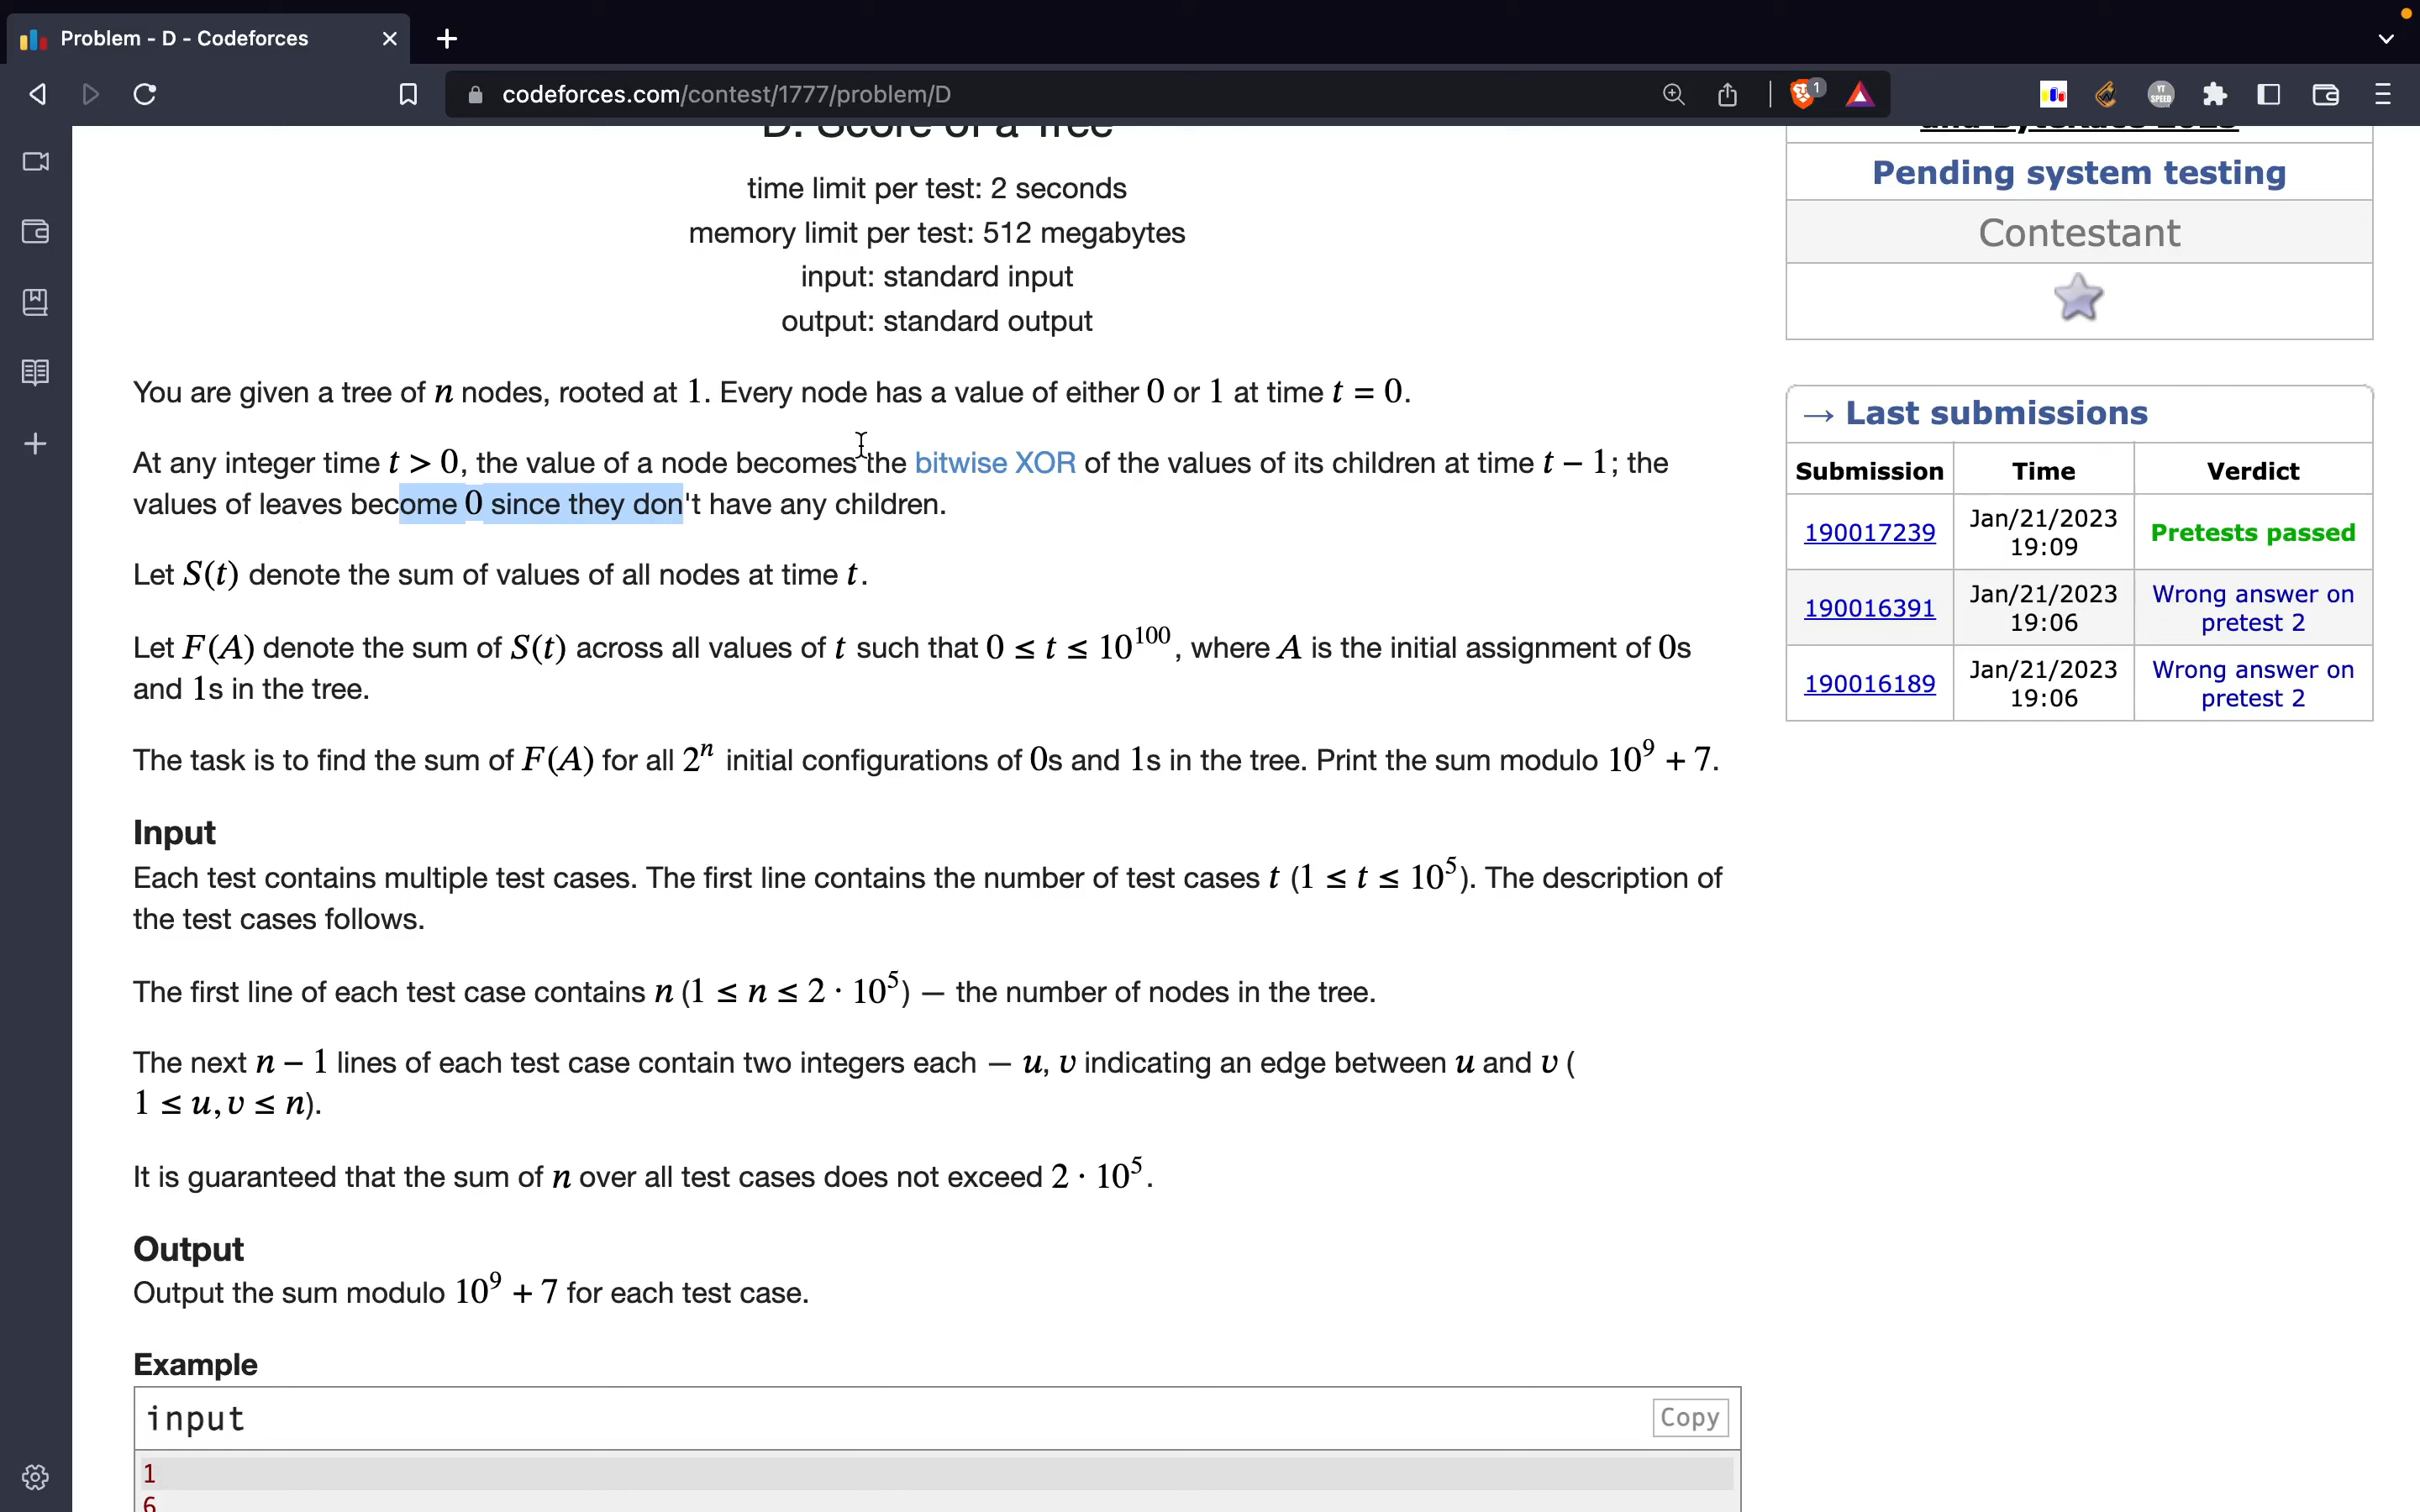 Problem - D - Codeforces
codeforces.com/contest/1777/problem/D
1
YT SPEED
D. Score of a Tree
and ByteRace 2023
time limit per test: 2 seconds
memory limit per test: 512 megabytes
input: standard input
output: standard output
You are given a tree of n nodes, rooted at 1. Every node has a value of either 0 or 1 at time t = 0.
At any integer time t > 0, the value of a node becomes the bitwise XOR of the values of its children at time t − 1; the
values of leaves become 0 since they don't have any children.
Let S(t) denote the sum of values of all nodes at time t.
Let F(A) denote the sum of S(t) across all values of t such that 0 ≤ t ≤ 10^100, where A is the initial assignment of 0s
and 1s in the tree.
The task is to find the sum of F(A) for all 2^n initial configurations of 0s and 1s in the tree. Print the sum modulo 10^9 + 7.
Input
Each test contains multiple test cases. The first line contains the number of test cases t (1 ≤ t ≤ 10^5). The description of
the test cases follows.
The first line of each test case contains n (1 ≤ n ≤ 2 · 10^5) — the number of nodes in the tree.
The next n − 1 lines of each test case contain two integers each — u, v indicating an edge between u and v (
1 ≤ u, v ≤ n).
It is guaranteed that the sum of n over all test cases does not exceed 2 · 10^5.
Output
Output the sum modulo 10^9 + 7 for each test case.
Example
input
Copy
1
6
Pending system testing
Contestant
→ Last submissions
Submission Time Verdict
190017239 Jan/21/2023 19:09 Pretests passed
190016391 Jan/21/2023 19:06 Wrong answer on pretest 2
190016189 Jan/21/2023 19:06 Wrong answer on pretest 2